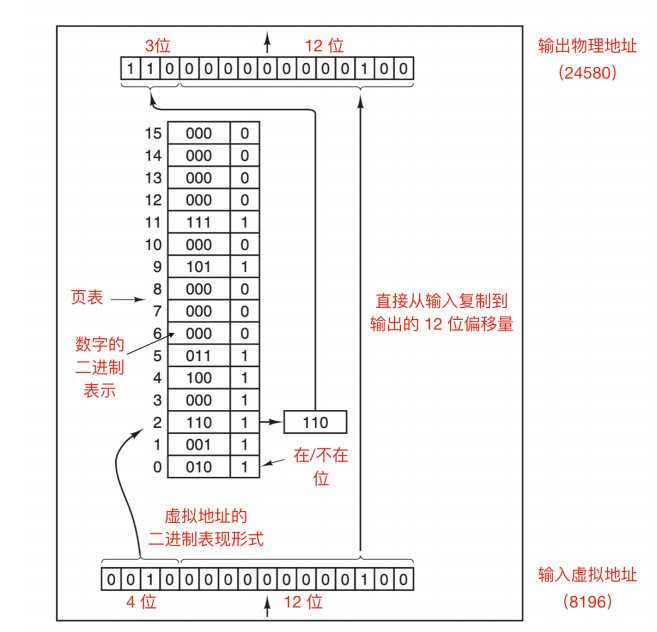 3位 12 位
1 1 0 0 0 0 0 0 0 0 0 0 1 0 0
输出物理地址
(24580)
15 000 0
14 000 0
13 000 0
12 000 0
11 111 1
10 000 0
9 101 1
8 000 0
7 000 0
6 000 0
5 011 1
4 100 1
3 000 1
2 110 1 110
1 001 1
0 010 1
页表
数字的
二进制
表示
直接从输入复制到
输出的 12 位偏移量
在/不在
位
虚拟地址的
二进制表现形式
0 0 1 0 0 0 0 0 0 0 0 0 0 1 0 0
4 位 12 位
输入虚拟地址
(8196)